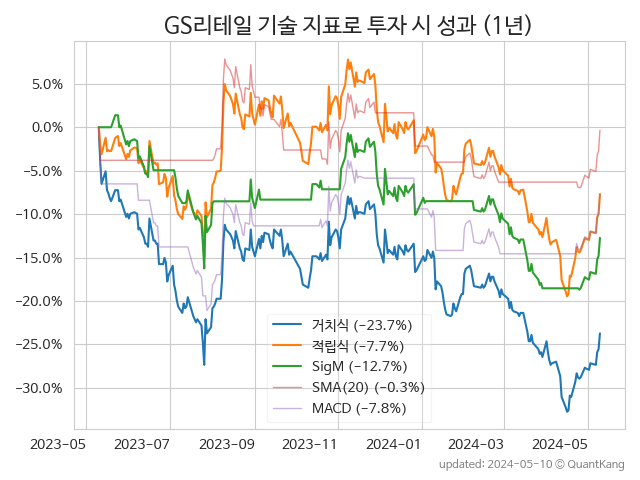 GS리테일 기술 지표로 투자 시 성과 (1년)
5.0%
0.0%
−5.0%
−10.0%
−15.0%
−20.0%
−25.0%
−30.0%
거치식 (−23.7%)
적립식 (−7.7%)
SigM (−12.7%)
SMA(20) (−0.3%)
MACD (−7.8%)
2023−05 2023−07 2023−09 2023−11 2024−01 2024−03 2024−05
updated: 2024−05−10 © QuantKang